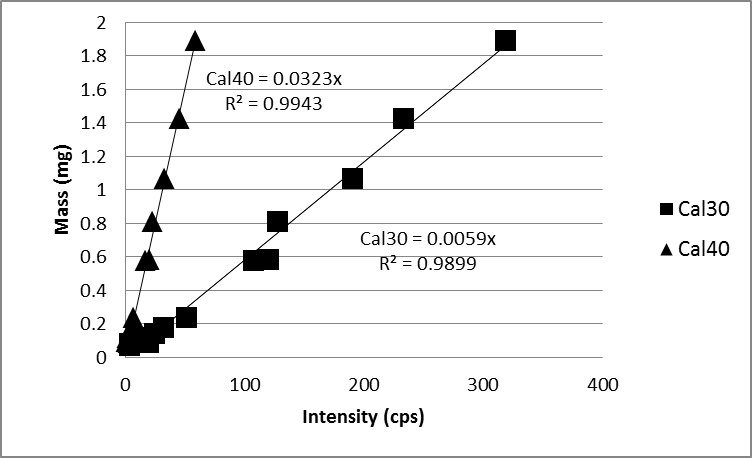 2
1.8
1.6
1.4
1.2
1
0.8
0.6
0.4
0.2
0
Mass (mg)
Cal40 = 0.0323x
R² = 0.9943
Cal30 = 0.0059x
R² = 0.9899
Cal30
Cal40
0 100 200 300 400
Intensity (cps)